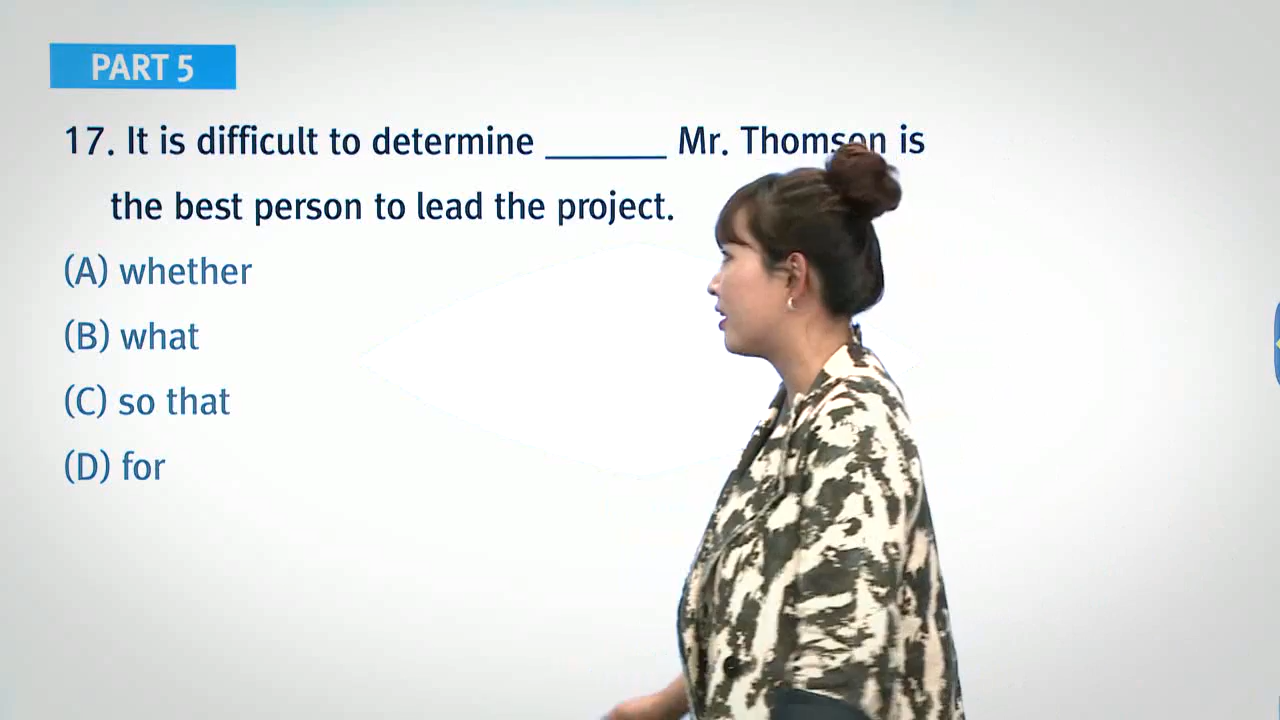 PART 5
17. It is difficult to determine ______ Mr. Thomson is
the best person to lead the project.
(A) whether
(B) what
(C) so that
(D) for